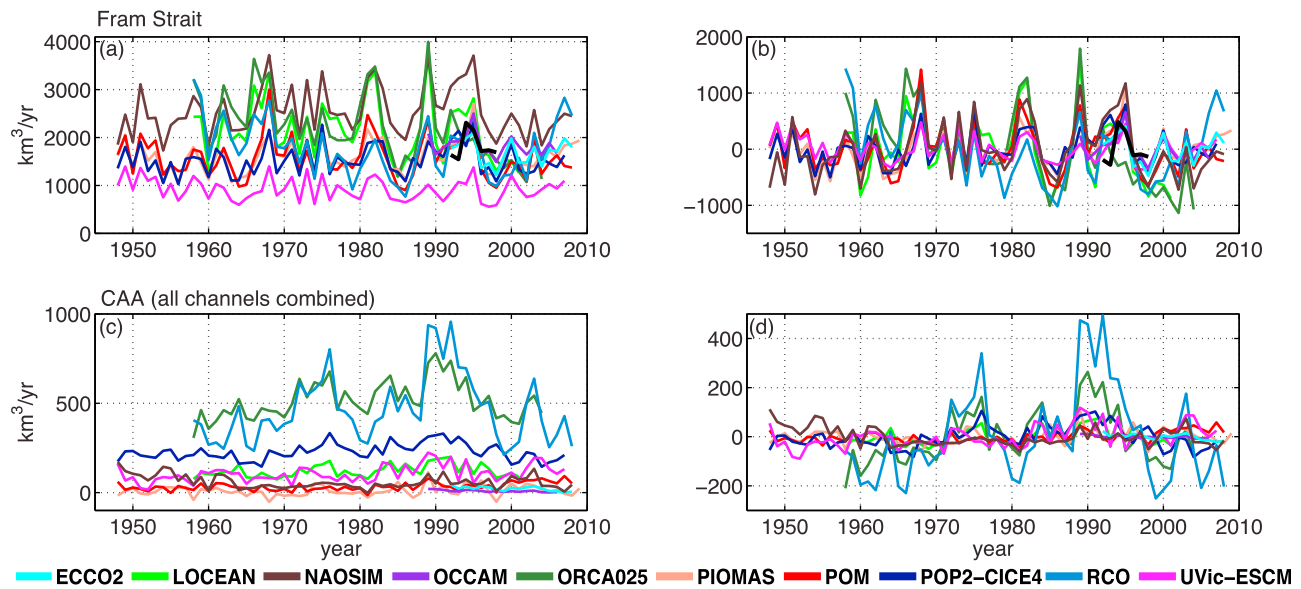 Fram Strait
(a)
4000
3000
2000
1000
0
km3/yr
1950 1960 1970 1980 1990 2000 2010
(b)
2000
1000
0
−1000
1950 1960 1970 1980 1990 2000 2010
CAA (all channels combined)
(c)
1000
500
0
km3/yr
1950 1960 1970 1980 1990 2000 2010
year
(d)
400
200
0
−200
1950 1960 1970 1980 1990 2000 2010
year
ECCO2 LOCEAN NAOSIM OCCAM ORCA025 PIOMAS POM POP2−CICE4 RCO UVic−ESCM